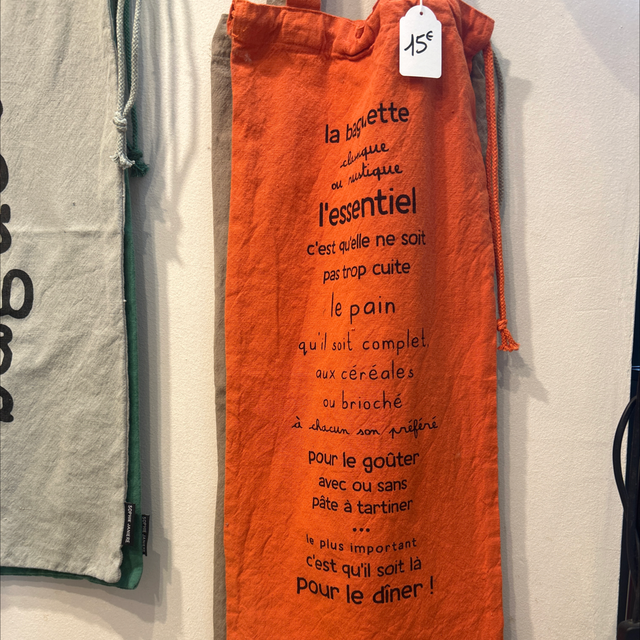 15€
la baguette
classique
ou rustique
l'essentiel
c'est qu'elle ne soit
pas trop cuite
le pain
qu'il soit complet,
aux céréales
ou brioché
à chacun son préféré
pour le goûter
avec ou sans
pâte à tartiner
...
le plus important
c'est qu'il soit là
pour le dîner !
SOPHIE JANIÈRE